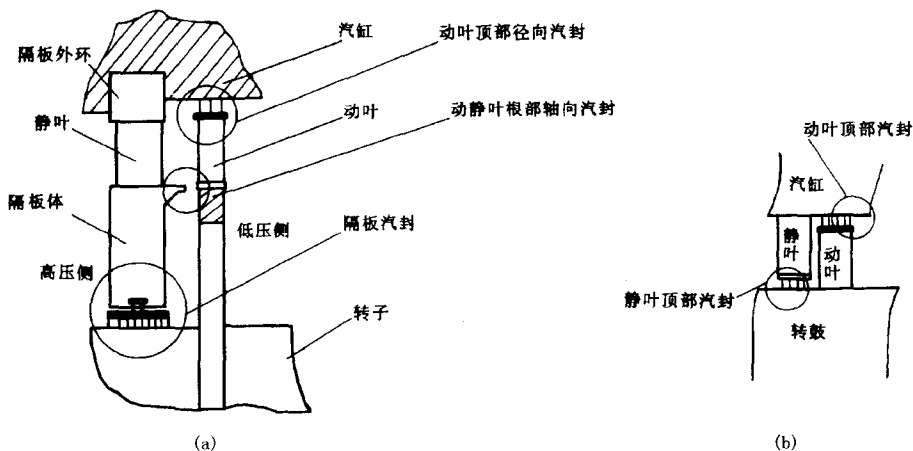 汽缸
动叶顶部径向汽封
隔板外环
动叶
动静叶根部轴向汽封
静叶
动叶顶部汽封
汽缸
隔板体
低压侧
隔板汽封
静叶
动叶
高压侧
静叶顶部汽封
转子
转鼓
(a)
(b)